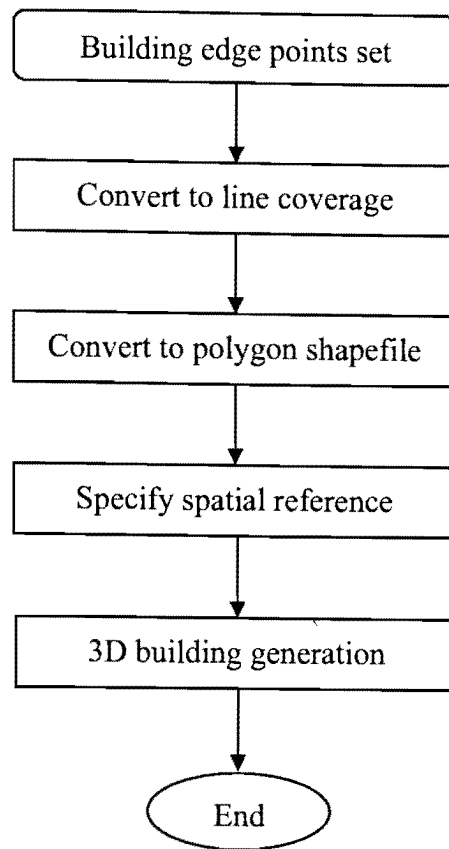 Building edge points set
Convert to line coverage
Convert to polygon shapefile
Specify spatial reference
3D building generation
End